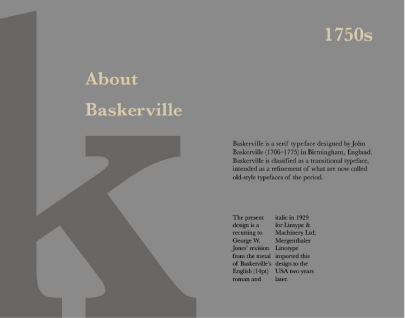 1750s
About
Baskerville
k
Baskerville is a serif typeface designed by John
Baskerville (1706–1775) in Birmingham, England.
Baskerville is classified as a transitional typeface,
intended as a refinement of what are now called
old-style typefaces of the period.
The present
design is a
recutting to
George W.
Jones' revision
from the metal
of Baskerville's
English (14pt)
roman and
italic in 1929
for Lintype &
Machinery Ltd;
Mergenthaler
Linotype
imported this
design to the
USA two years
later.